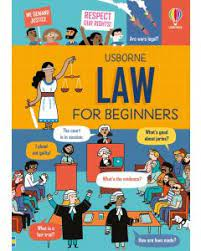 WE DEMAND
JUSTICE
RESPECT
OUR RIGHTS!
Are wars legal?
USBORNE
LAW
FOR BEGINNERS
The court is
in session.
I plead
not guilty!
What's good
about juries?
What's the evidence?
What is a
fair trial?
How are laws made?